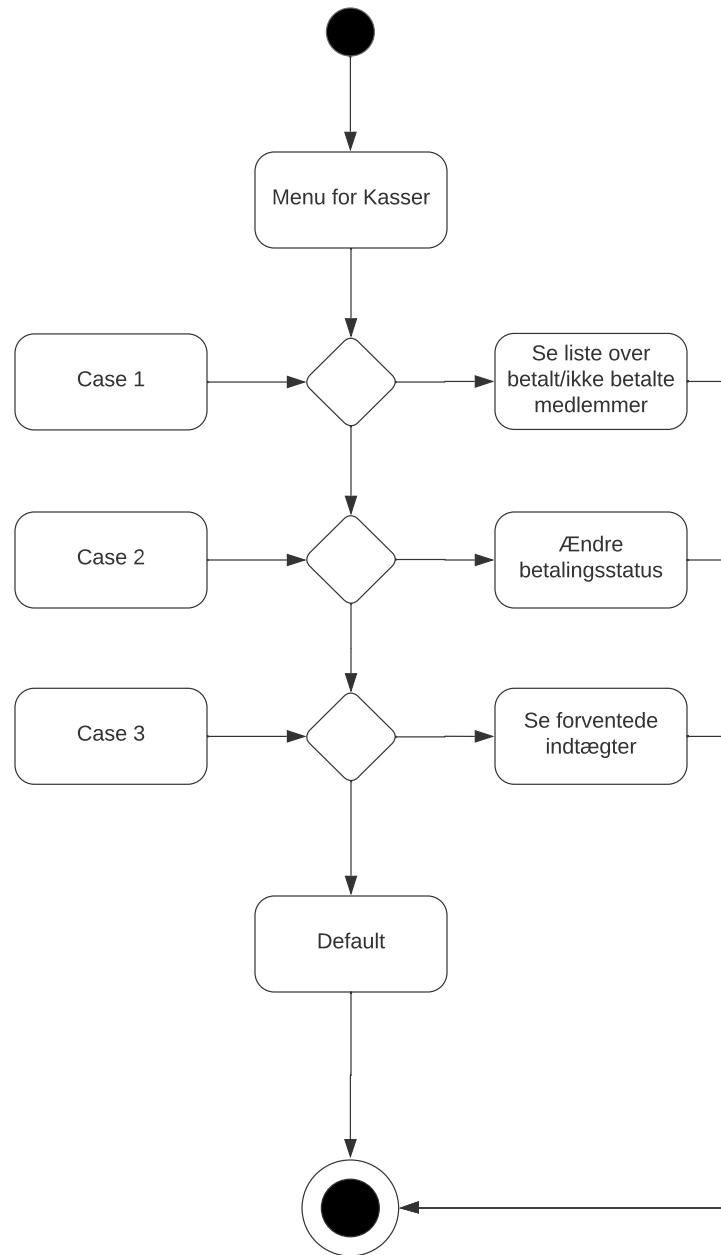 Menu for Kasser
Case 1
Se liste over
betalt/ikke betalte
medlemmer
Case 2
Ændre
betalingsstatus
Case 3
Se forventede
indtægter
Default